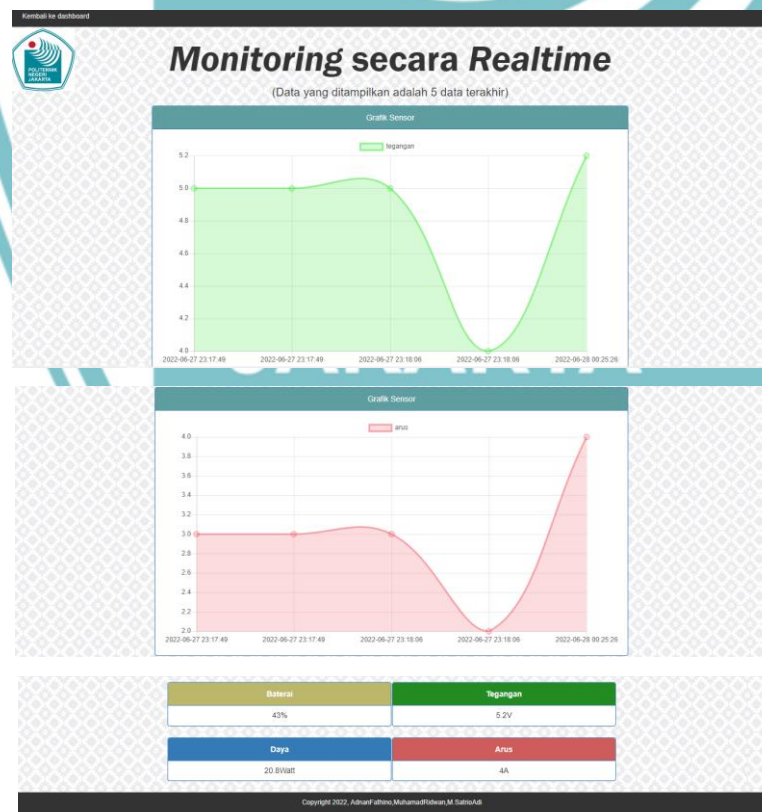 Kembali ke dashboard
POLITEKNIK
NEGERI
JAKARTA
Monitoring secara Realtime
(Data yang ditampilkan adalah 5 data terakhir)
Grafik Sensor
tegangan
5.2
5.0
4.8
4.6
4.4
4.2
4.0
2022-06-27 23:17:49 2022-06-27 23:17:49 2022-06-27 23:18:06 2022-06-27 23:18:06 2022-06-28 00:25:26
Grafik Sensor
arus
4.0
3.8
3.6
3.4
3.2
3.0
2.8
2.6
2.4
2.2
2.0
2022-06-27 23:17:49 2022-06-27 23:17:49 2022-06-27 23:18:06 2022-06-27 23:18:06 2022-06-28 00:25:26
Baterai Tegangan
43% 5.2V
Daya Arus
20.8Watt 4A
Copyright 2022, AdnanFathino,MuhamadRidwan,M.SatrioAdi